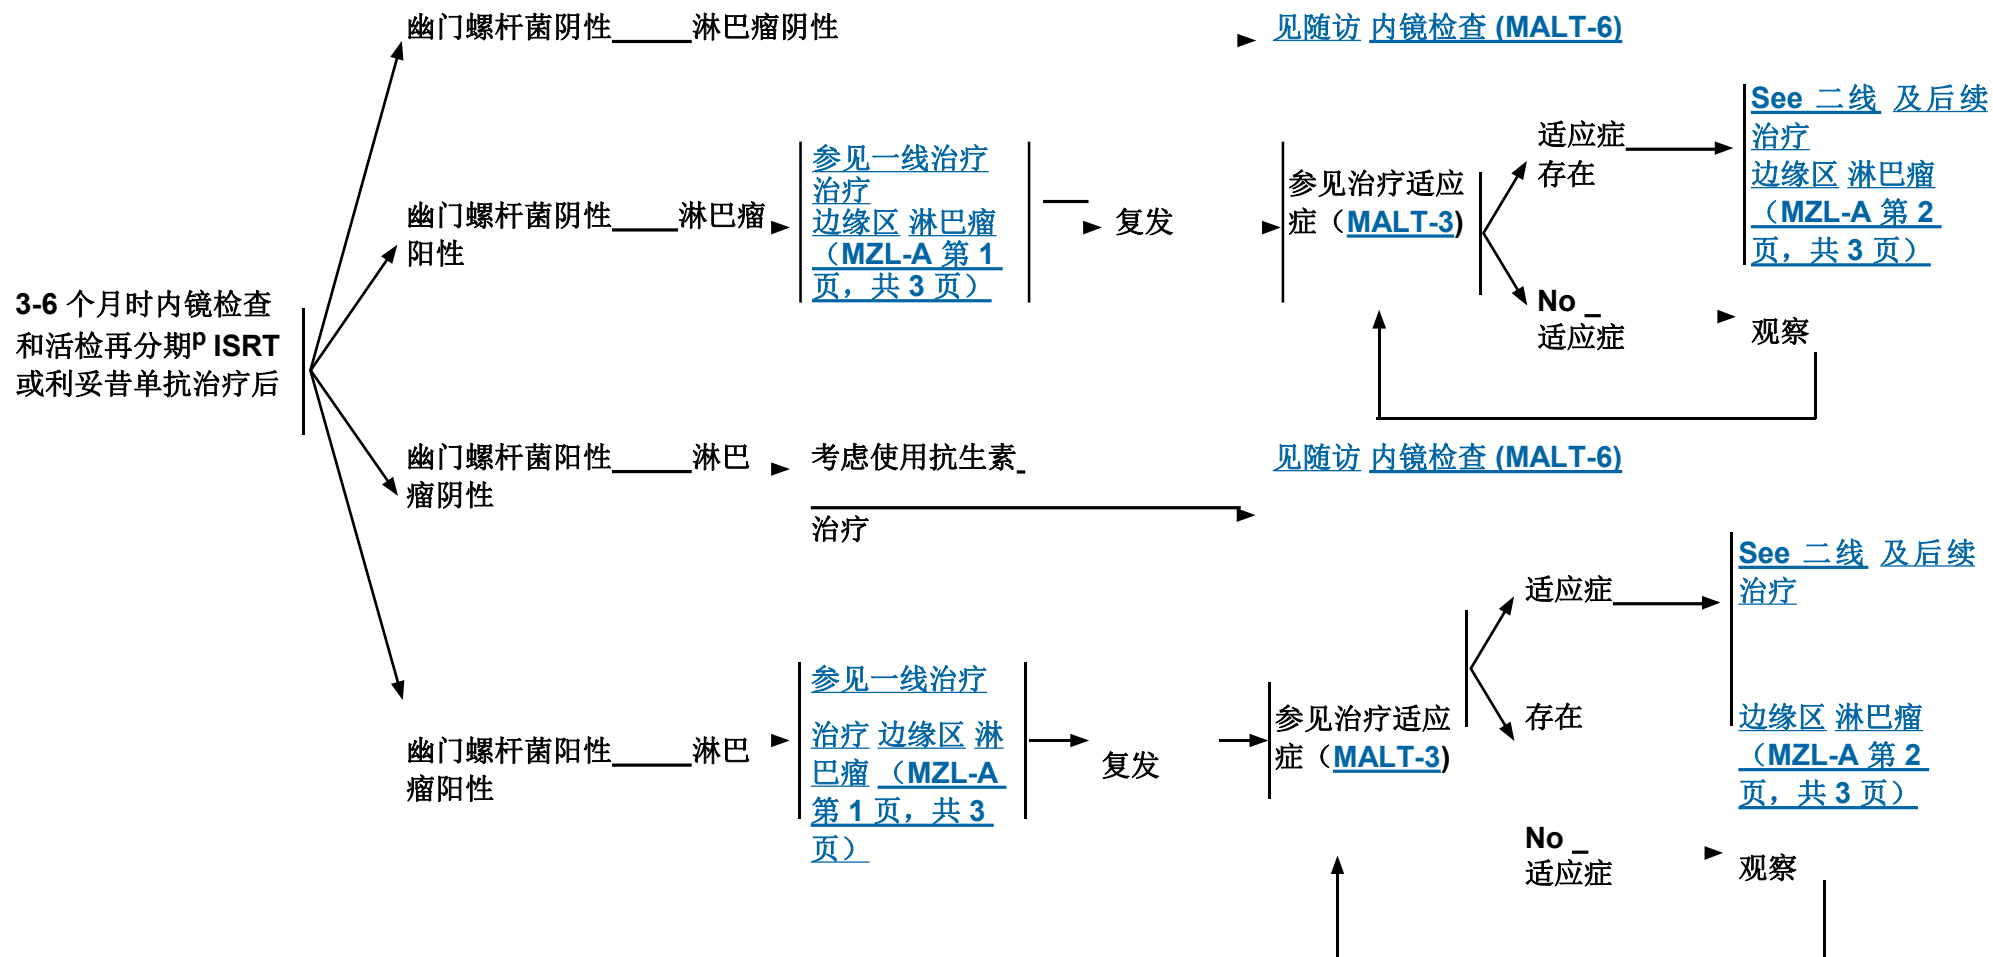 幽门螺杆菌阴性_____淋巴瘤阴性
见随访 内镜检查 (MALT-6)
幽门螺杆菌阴性____淋巴瘤
阳性
参见一线治疗
治疗
边缘区 淋巴瘤
（MZL-A 第 1
页，共 3 页）
复发
参见治疗适应
症（MALT-3)
适应症
存在
See 二线 及后续
治疗
边缘区 淋巴瘤
（MZL-A 第 2
页，共 3 页）
No _
适应症
观察
3-6 个月时内镜检查
和活检再分期p ISRT
或利妥昔单抗治疗后
幽门螺杆菌阳性_____淋巴
瘤阴性
考虑使用抗生素_
治疗
见随访 内镜检查 (MALT-6)
幽门螺杆菌阳性_____淋巴
瘤阳性
参见一线治疗
治疗 边缘区 淋
巴瘤 （MZL-A
第 1 页，共 3
页）
复发
参见治疗适应
症（MALT-3)
适应症
存在
See 二线 及后续
治疗
边缘区 淋巴瘤
（MZL-A 第 2
页，共 3 页）
No _
适应症
观察